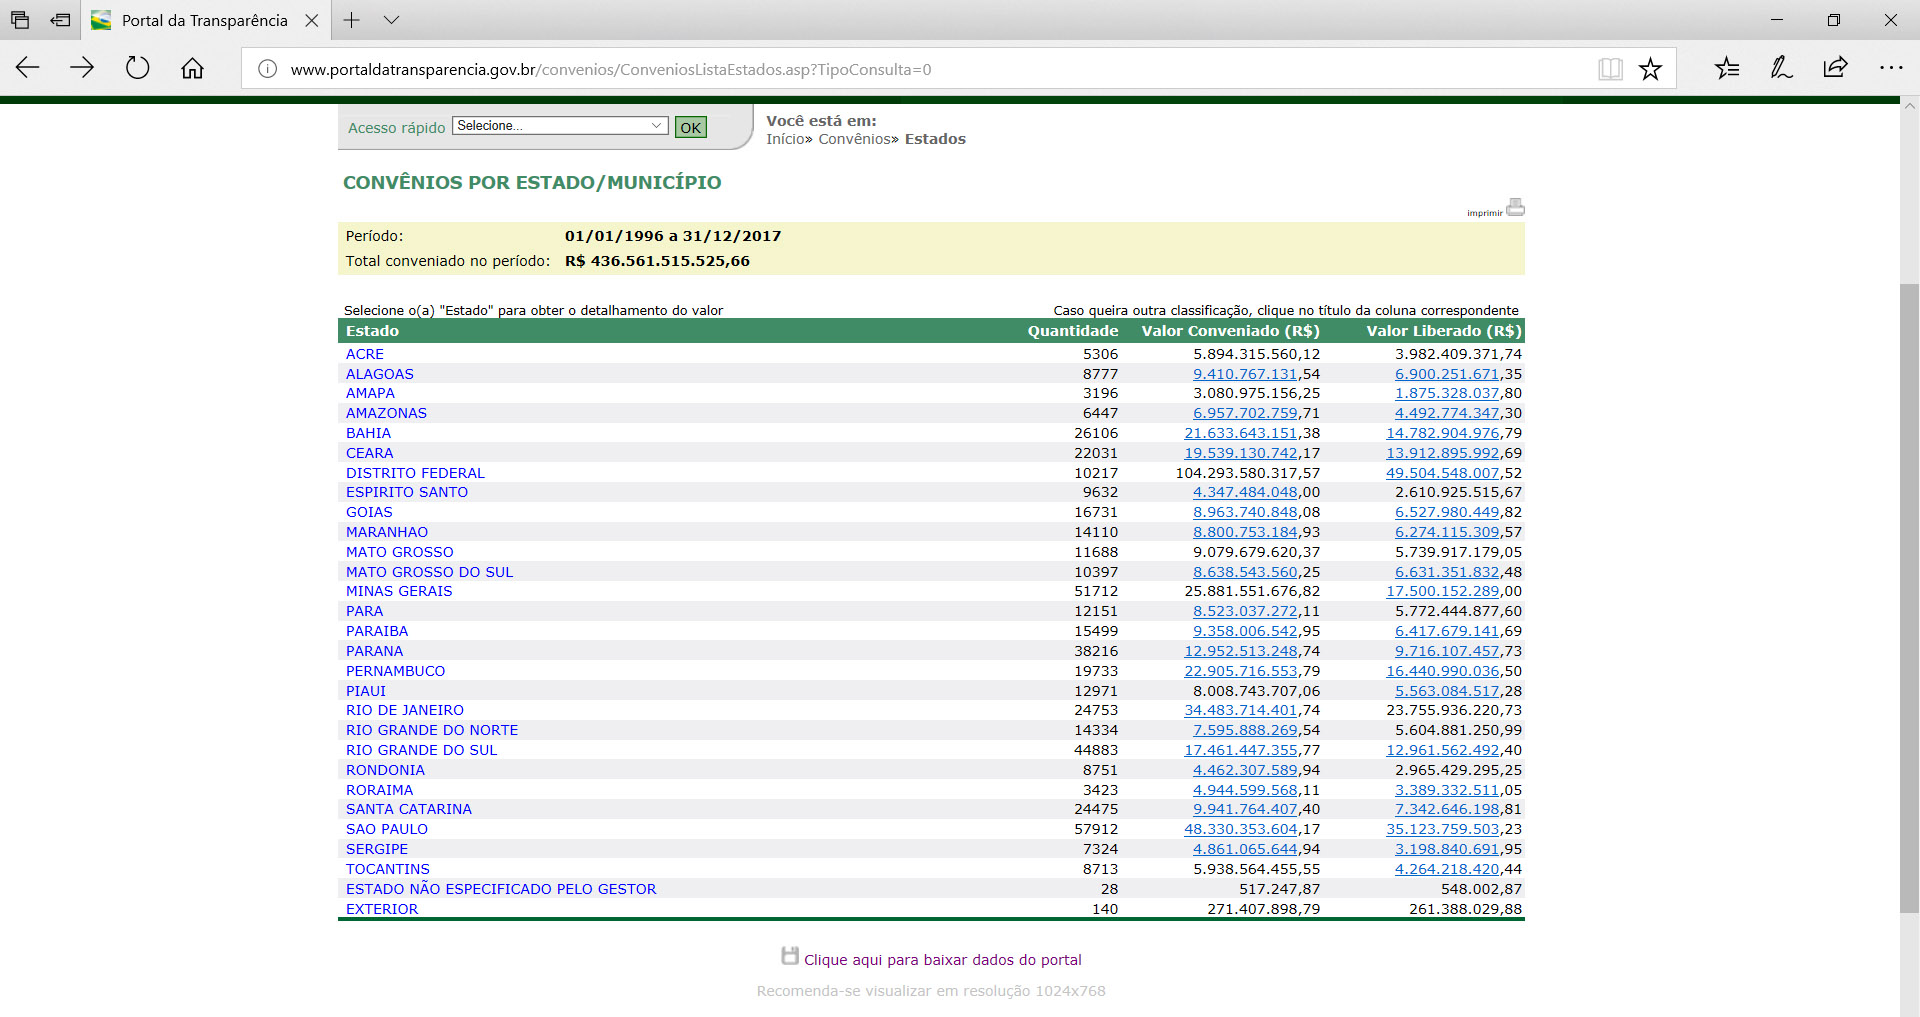 Portal da Transparência
www.portaldatransparencia.gov.br/convenios/ConveniosListaEstados.asp?TipoConsulta=0
Acesso rápido Selecione... OK
Você está em:
Início» Convênios» Estados
CONVÊNIOS POR ESTADO/MUNICÍPIO
imprimir
Período: 01/01/1996 a 31/12/2017
Total conveniado no período: R$ 436.561.515.525,66
Selecione o(a) "Estado" para obter o detalhamento do valor Caso queira outra classificação, clique no título da coluna correspondente
Estado Quantidade Valor Conveniado (R$) Valor Liberado (R$)
ACRE 5306 5.894.315.560,12 3.982.409.371,74
ALAGOAS 8777 9.410.767.131,54 6.900.251.671,35
AMAPA 3196 3.080.975.156,25 1.875.328.037,80
AMAZONAS 6447 6.957.702.759,71 4.492.774.347,30
BAHIA 26106 21.633.643.151,38 14.782.904.976,79
CEARA 22031 19.539.130.742,17 13.912.895.992,69
DISTRITO FEDERAL 10217 104.293.580.317,57 49.504.548.007,52
ESPIRITO SANTO 9632 4.347.484.048,00 2.610.925.515,67
GOIAS 16731 8.963.740.848,08 6.527.980.449,82
MARANHAO 14110 8.800.753.184,93 6.274.115.309,57
MATO GROSSO 11688 9.079.679.620,37 5.739.917.179,05
MATO GROSSO DO SUL 10397 8.638.543.560,25 6.631.351.832,48
MINAS GERAIS 51712 25.881.551.676,82 17.500.152.289,00
PARA 12151 8.523.037.272,11 5.772.444.877,60
PARAIBA 15499 9.358.006.542,95 6.417.679.141,69
PARANA 38216 12.952.513.248,74 9.716.107.457,73
PERNAMBUCO 19733 22.905.716.553,79 16.440.990.036,50
PIAUI 12971 8.008.743.707,06 5.563.084.517,28
RIO DE JANEIRO 24753 34.483.714.401,74 23.755.936.220,73
RIO GRANDE DO NORTE 14334 7.595.888.269,54 5.604.881.250,99
RIO GRANDE DO SUL 44883 17.461.447.355,77 12.961.562.492,40
RONDONIA 8751 4.462.307.589,94 2.965.429.295,25
RORAIMA 3423 4.944.599.568,11 3.389.332.511,05
SANTA CATARINA 24475 9.941.764.407,40 7.342.646.198,81
SAO PAULO 57912 48.330.353.604,17 35.123.759.503,23
SERGIPE 7324 4.861.065.644,94 3.198.840.691,95
TOCANTINS 8713 5.938.564.455,55 4.264.218.420,44
ESTADO NÃO ESPECIFICADO PELO GESTOR 28 517.247,87 548.002,87
EXTERIOR 140 271.407.898,79 261.388.029,88
Clique aqui para baixar dados do portal
Recomenda-se visualizar em resolução 1024x768